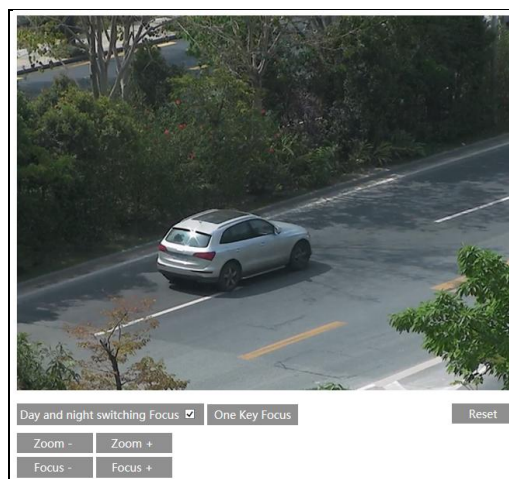 Day and night switching Focus One Key Focus Reset
Zoom - Zoom +
Focus - Focus +